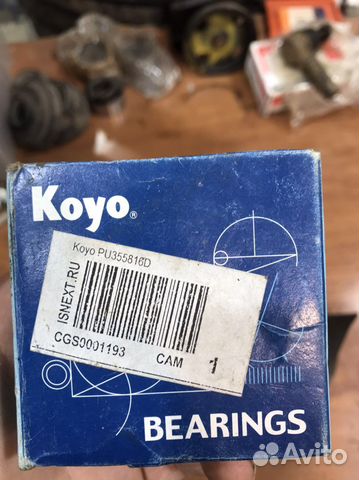 Koyo®
Koyo PU355816D
ISNEXT.RU
CGS0001193 CAM 1
BEARINGS
Avito